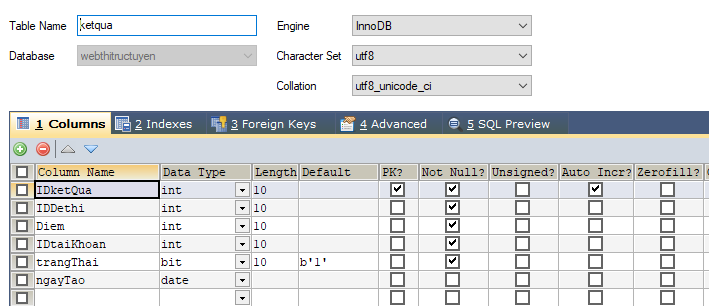 Table Name ketqua Engine InnoDB
Database webthitructuyen Character Set utf8
Collation utf8_unicode_ci
1 Columns 2 Indexes 3 Foreign Keys 4 Advanced 5 SQL Preview
Column Name Data Type Length Default PK? Not Null? Unsigned? Auto Incr? Zerofill?
IDketQua int 10
IDDethi int 10
Diem int 10
IDtaiKhoan int 10
trangThai bit 10 b'1'
ngayTao date